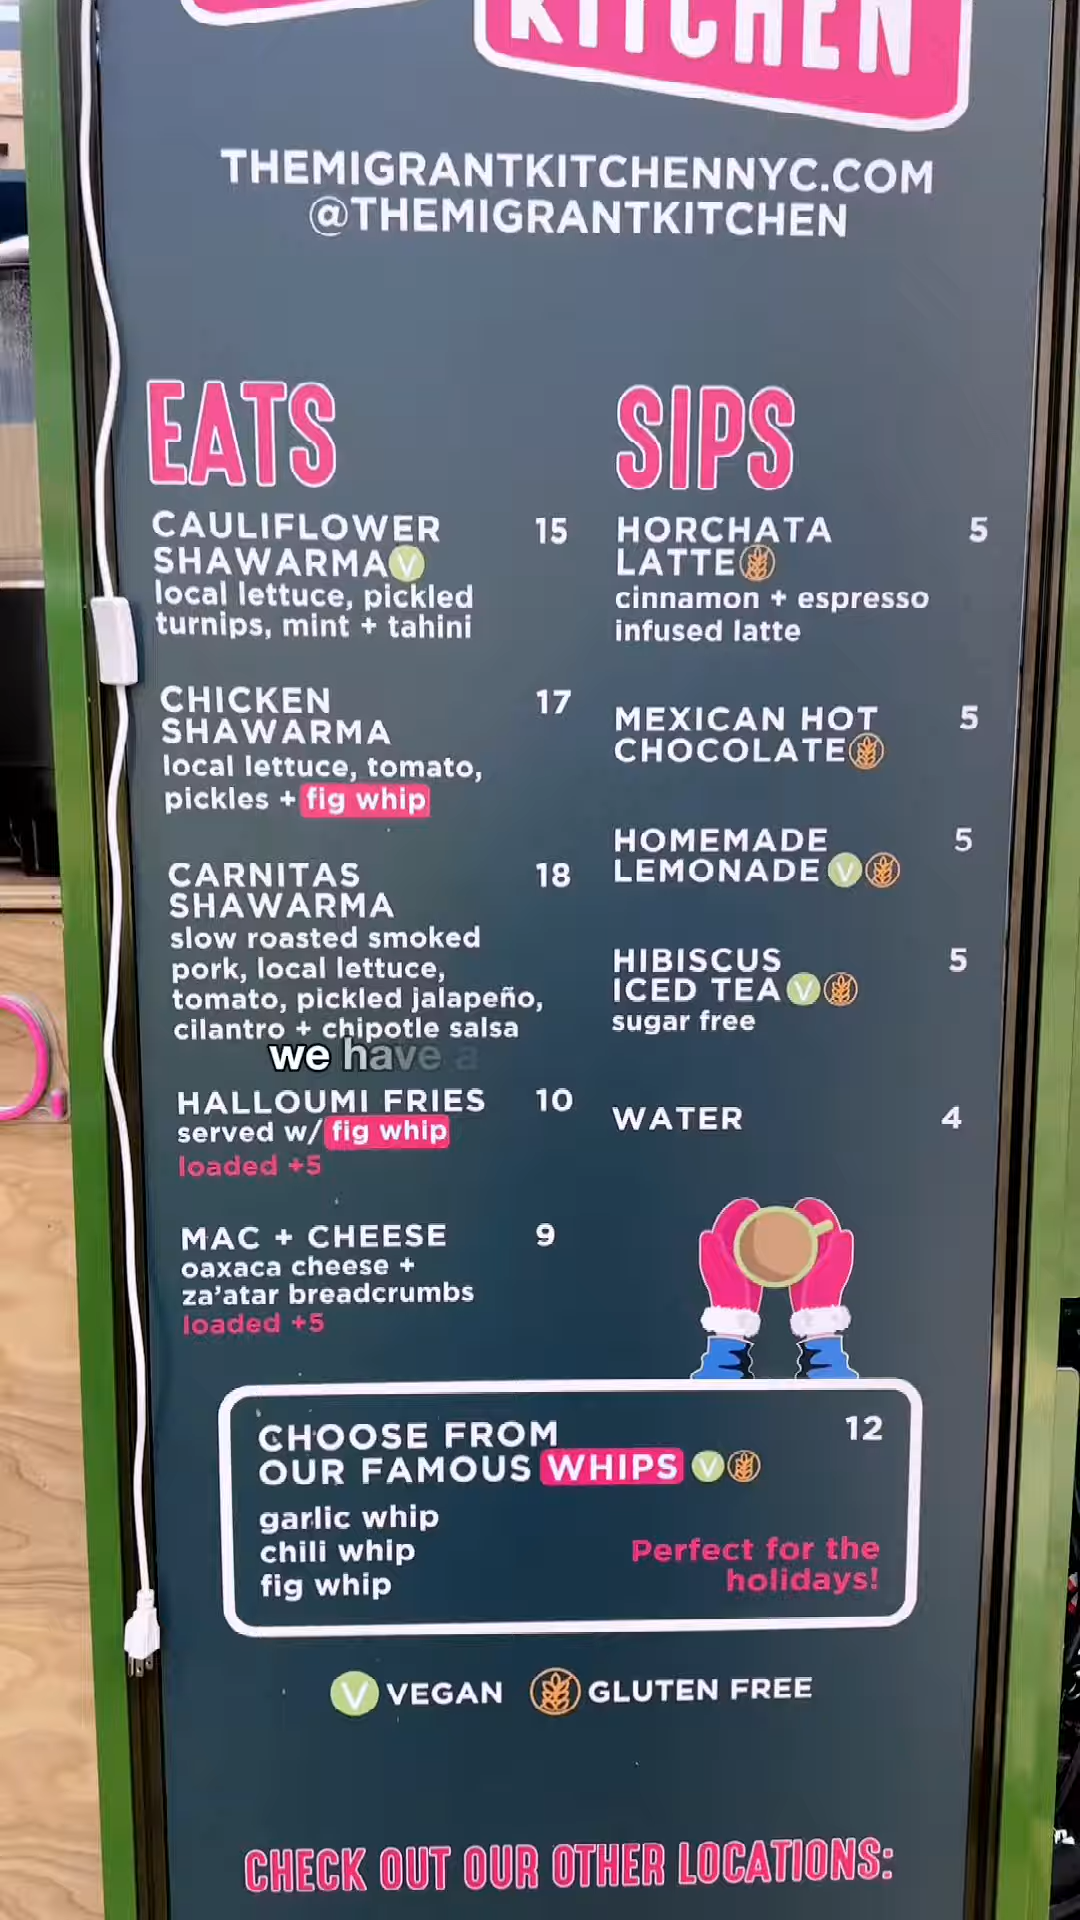 KITCHEN
THEMIGRANTKITCHENNYC.COM
@THEMIGRANTKITCHEN
EATS
CAULIFLOWER 15
SHAWARMA V
local lettuce, pickled
turnips, mint + tahini
CHICKEN 17
SHAWARMA
local lettuce, tomato,
pickles + fig whip
CARNITAS 18
SHAWARMA
slow roasted smoked
pork, local lettuce,
tomato, pickled jalapeño,
cilantro + chipotle salsa
we have a
HALLOUMI FRIES 10
served w/ fig whip
loaded +5
MAC + CHEESE 9
oaxaca cheese +
za'atar breadcrumbs
loaded +5
SIPS
HORCHATA 5
LATTE
cinnamon + espresso
infused latte
MEXICAN HOT 5
CHOCOLATE
HOMEMADE 5
LEMONADE V
HIBISCUS 5
ICED TEA V
sugar free
WATER 4
CHOOSE FROM 12
OUR FAMOUS WHIPS V
garlic whip
chili whip
fig whip
Perfect for the
holidays!
V VEGAN GLUTEN FREE
CHECK OUT OUR OTHER LOCATIONS: